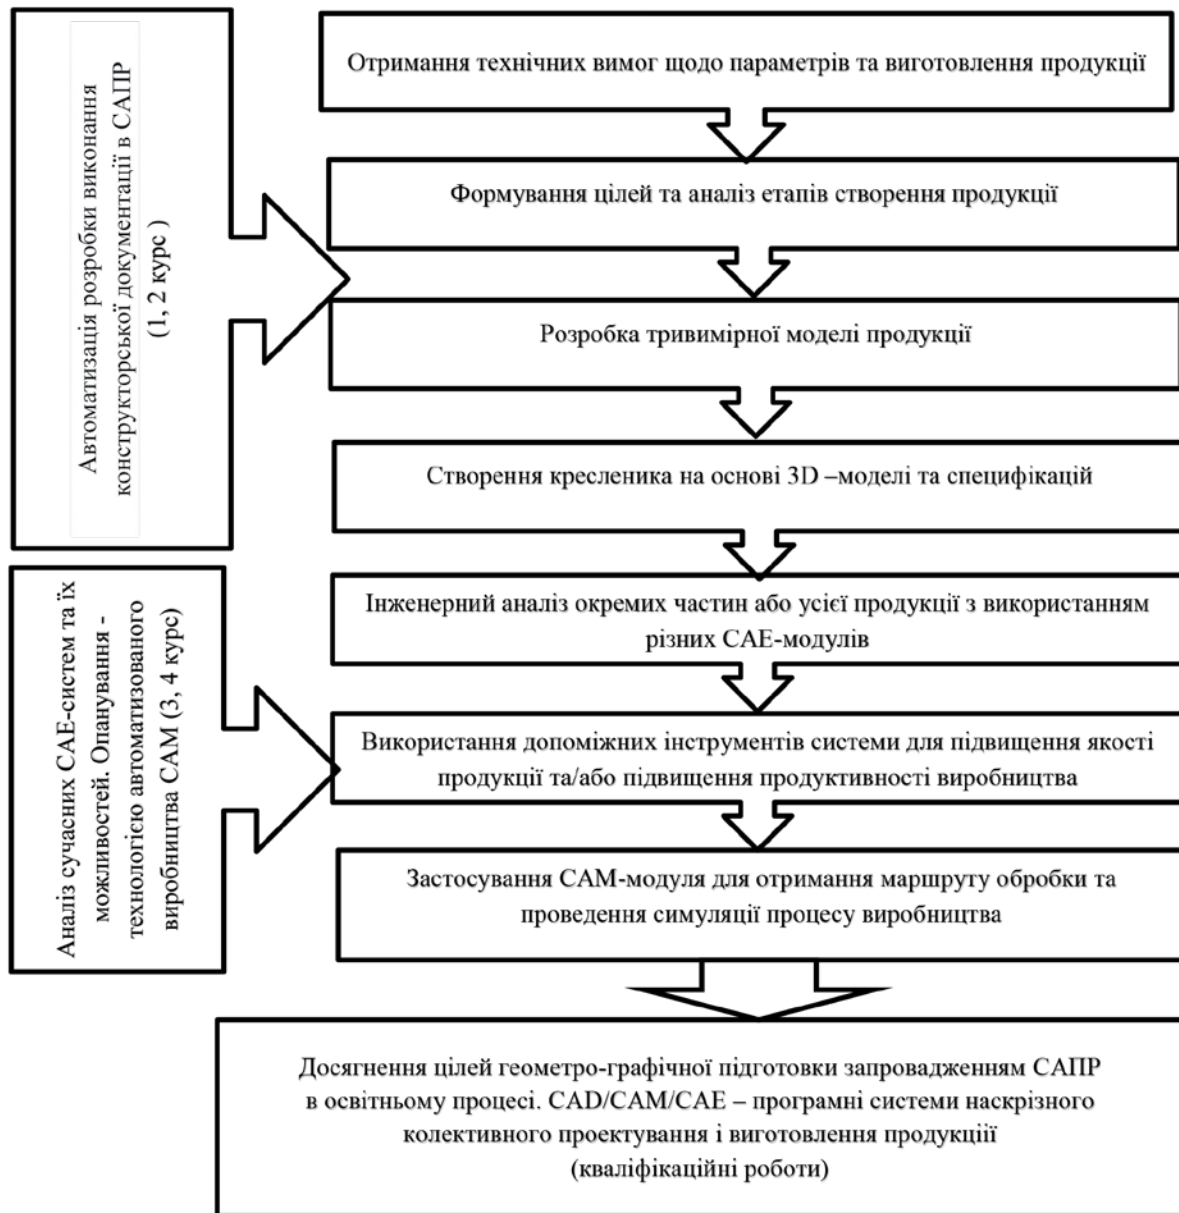 Автоматизація розробки виконання
конструкторської документації в САПР
(1, 2 курс )
Отримання технічних вимог щодо параметрів та виготовлення продукції
Формування цілей та аналіз етапів створення продукції
Розробка тривимірної моделі продукції
Створення кресленика на основі 3D –моделі та специфікацій
Аналіз сучасних CAE-систем та їх
можливостей. Опанування -
технологією автоматизованого
виробництва САМ (3, 4 курс)
Інженерний аналіз окремих частин або усієї продукції з використанням
різних CAE-модулів
Використання допоміжних інструментів системи для підвищення якості
продукції та/або підвищення продуктивності виробництва
Застосування САМ-модуля для отримання маршруту обробки та
проведення симуляції процесу виробництва
Досягнення цілей геометро-графічної підготовки запровадженням САПР
в освітньому процесі. CAD/CAM/CAE – програмні системи наскрізного
колективного проектування і виготовлення продукціії
(кваліфікаційні роботи)